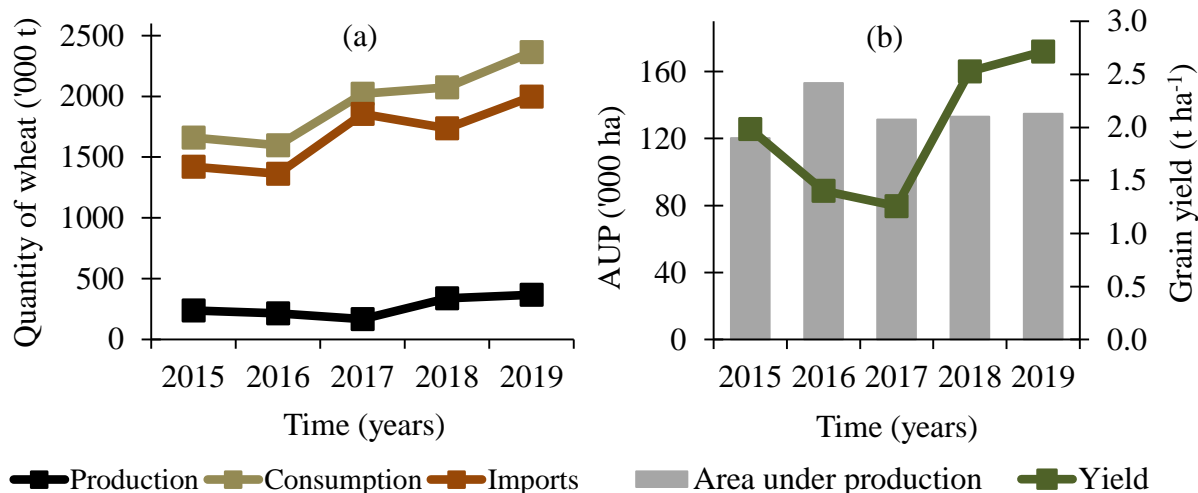 (a)
Quantity of wheat ('000 t)
2500
2000
1500
1000
500
0
2015 2016 2017 2018 2019
Time (years)
Production Consumption Imports
(b)
AUP ('000 ha)
160
120
80
40
0
3.0
2.5
2.0
1.5
1.0
0.5
0.0
Grain yield (t ha-1)
2015 2016 2017 2018 2019
Time (years)
Area under production Yield